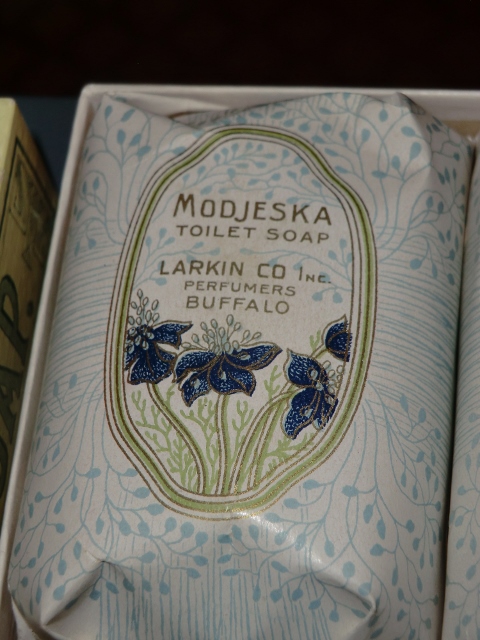 MODJESKA
TOILET SOAP
LARKIN CO INC.
PERFUMERS
BUFFALO